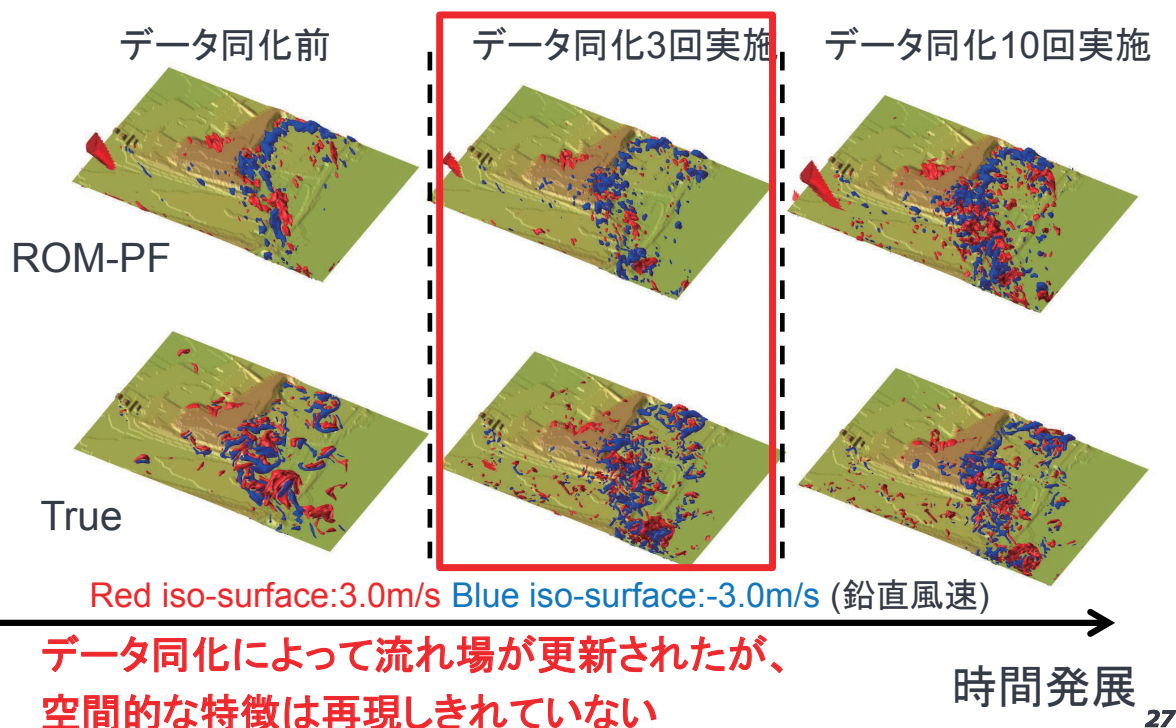 データ同化前
データ同化3回実施
データ同化10回実施
ROM-PF
True
Red iso-surface:3.0m/s Blue iso-surface:-3.0m/s (鉛直風速)
データ同化によって流れ場が更新されたが、
空間的な特徴は再現しきれていない
時間発展
27